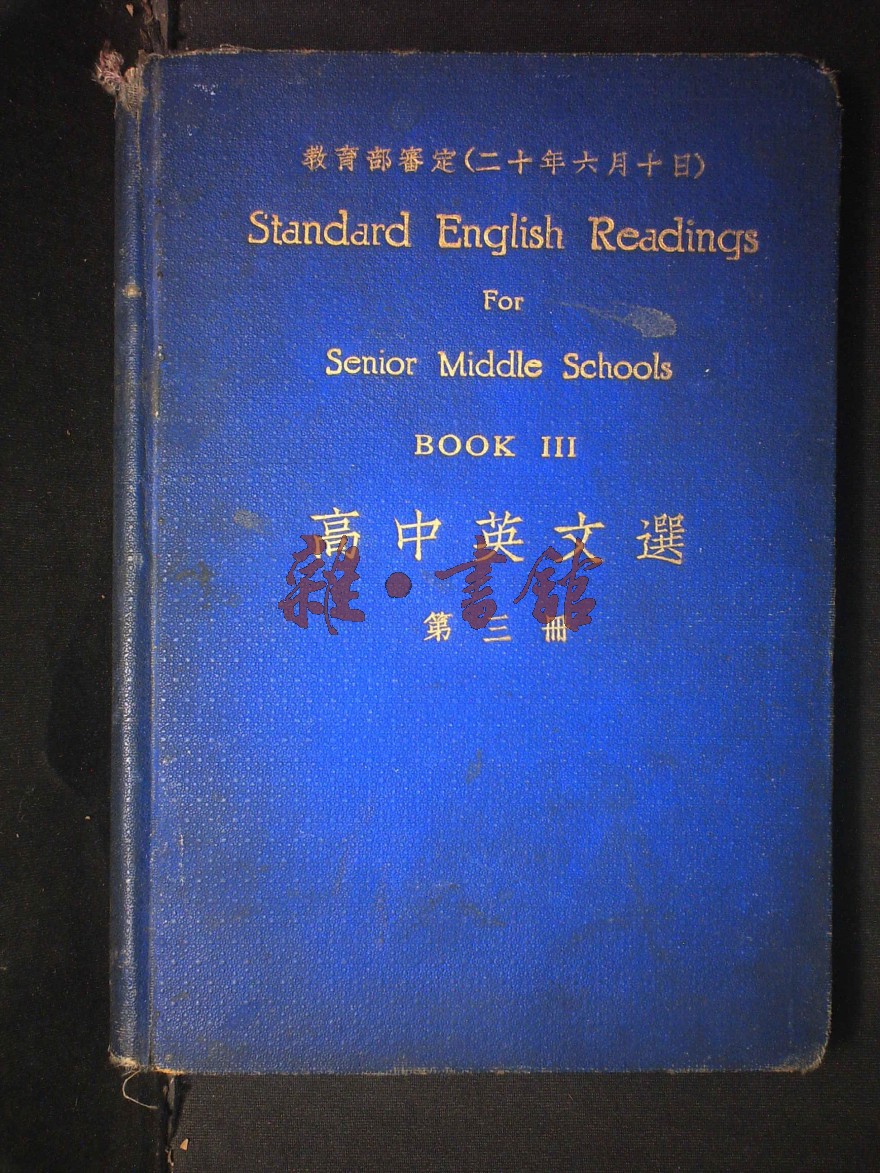 教育部審定(二十年六月十日)
Standard English Readings
For
Senior Middle Schools
BOOK III
高中英文選
雜·書館
第三冊